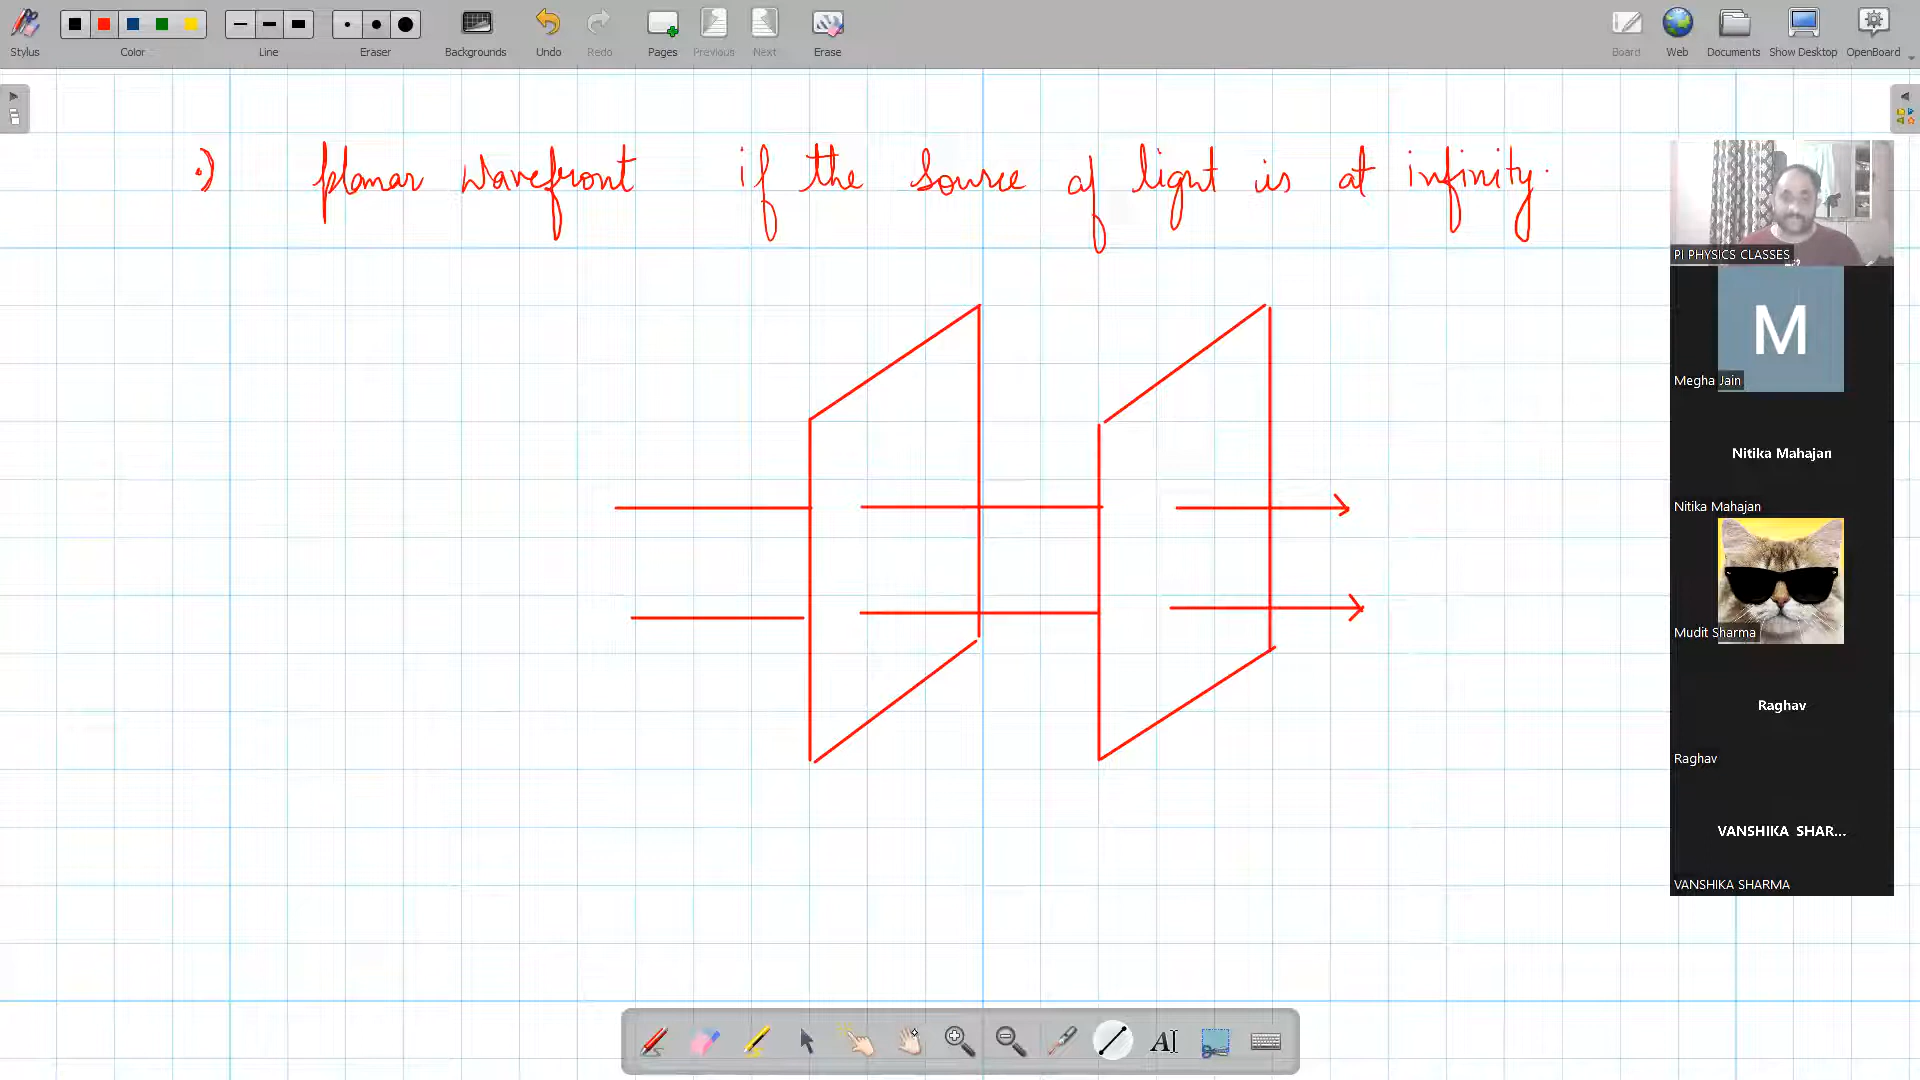 Stylus
Color
Line
Eraser
Backgrounds
Undo
Redo
Pages
Previous
Next
Erase
Board
Web
Documents
Show Desktop
OpenBoard
.) planar wavefront if the source of light is at infinity.
PI PHYSICS CLASSES
M
Megha Jain
Nitika Mahajan
Nitika Mahajan
Mudit Sharma
Raghav
Raghav
VANSHIKA SHAR...
VANSHIKA SHARMA
A